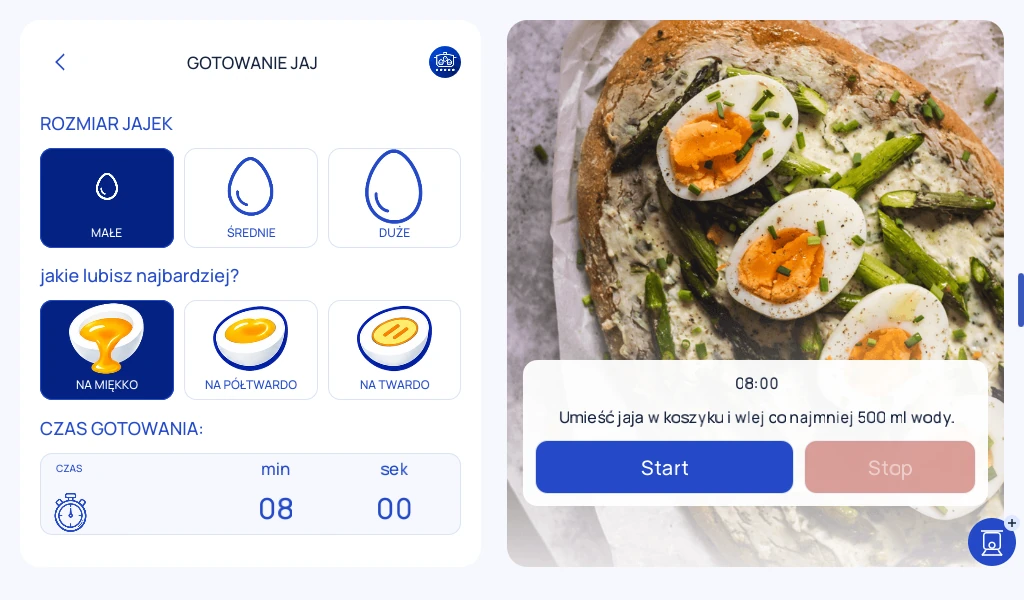 GOTOWANIE JAJ
ROZMIAR JAJEK
MAŁE
ŚREDNIE
DUŻE
jakie lubisz najbardziej?
NA MIĘKKO
NA PÓŁTWARDO
NA TWARDO
CZAS GOTOWANIA:
CZAS
min
sek
08
00
08:00
Umieść jaja w koszyku i wlej co najmniej 500 ml wody.
Start
Stop